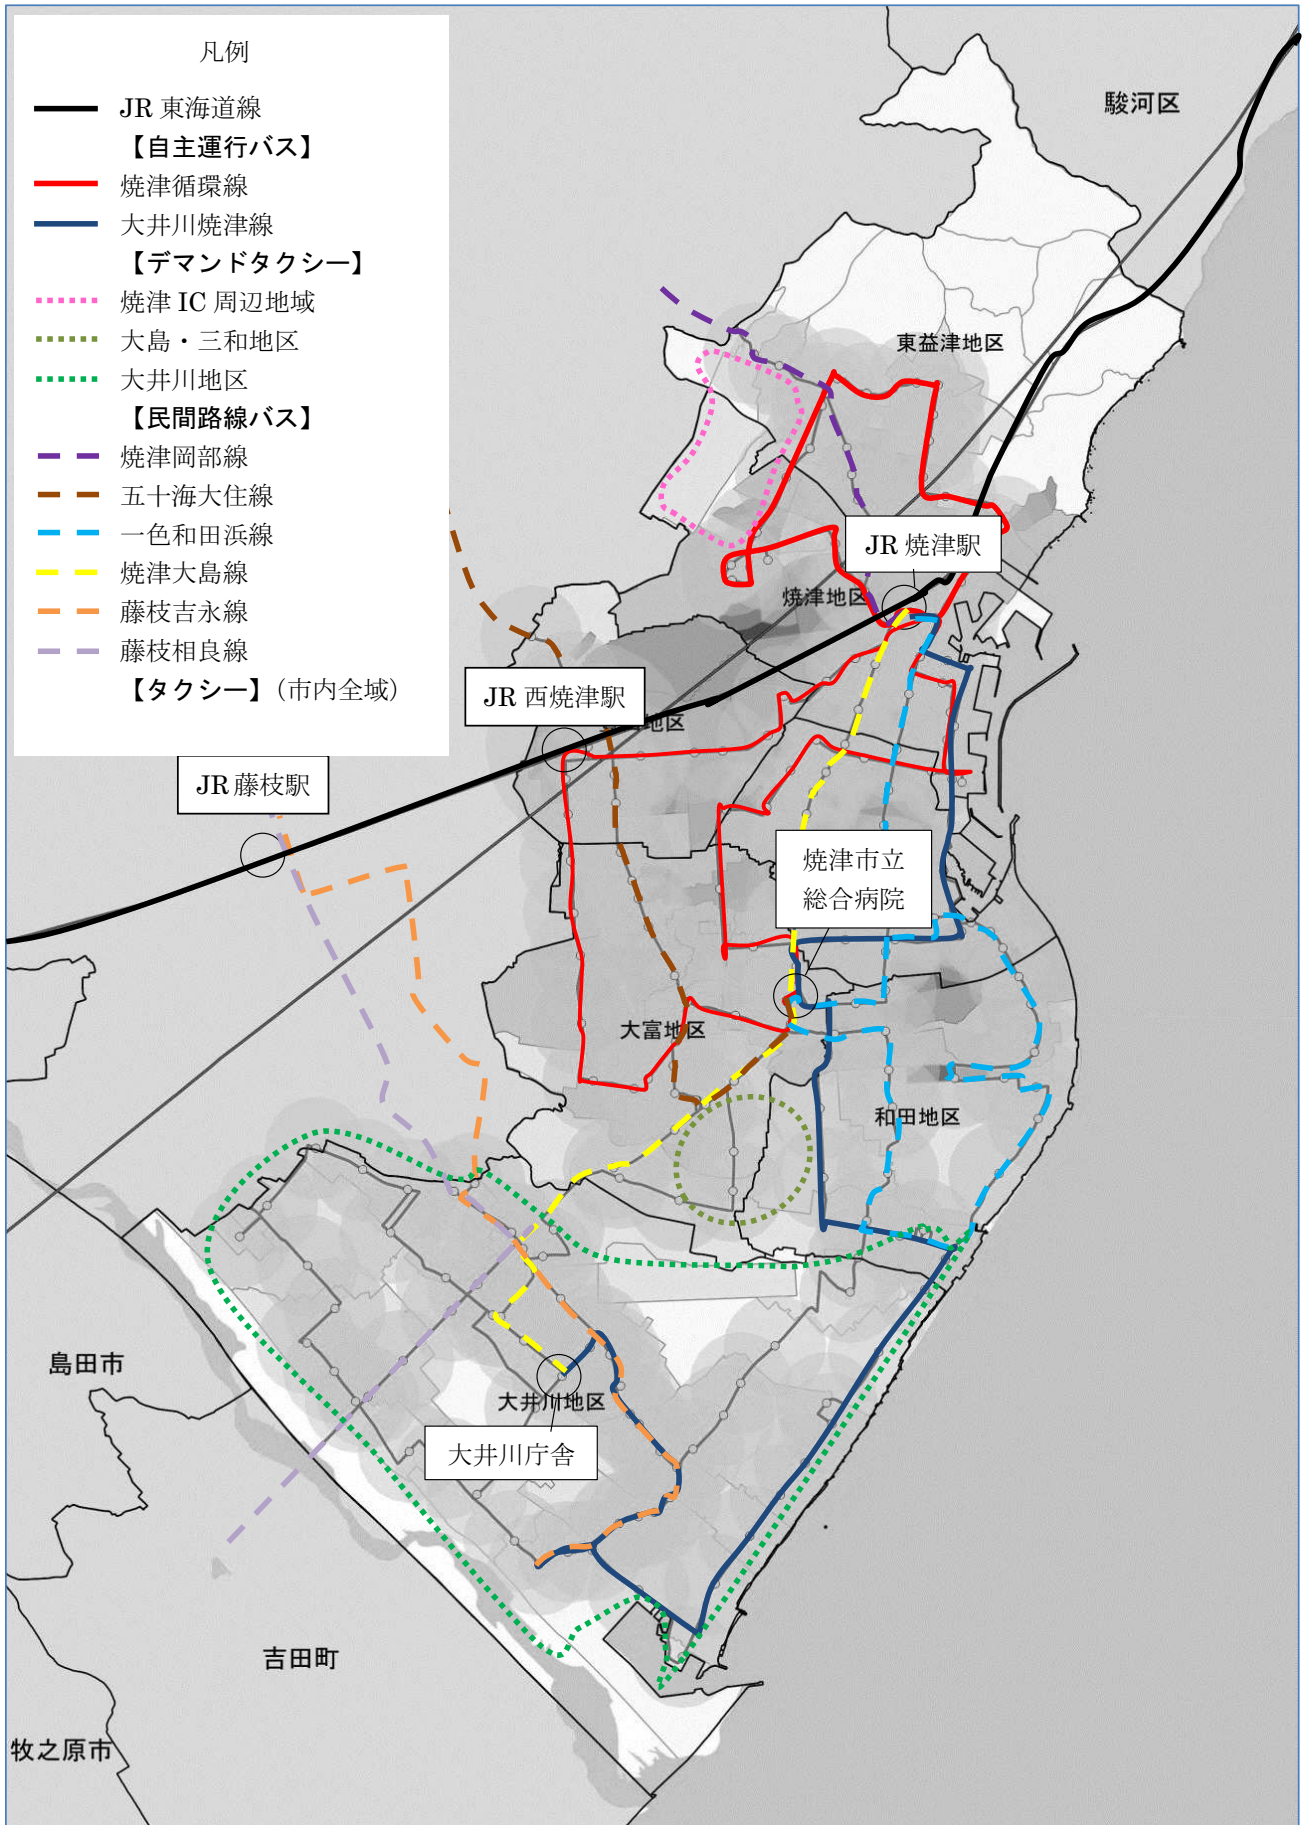 凡例
JR 東海道線
【自主運行バス】
焼津循環線
大井川焼津線
【デマンドタクシー】
焼津 IC 周辺地域
大島・三和地区
大井川地区
【民間路線バス】
焼津岡部線
五十海大住線
一色和田浜線
焼津大島線
藤枝吉永線
藤枝相良線
【タクシー】(市内全域)
駿河区
東益津地区
JR 焼津駅
焼津地区
JR 西焼津駅
地区
JR 藤枝駅
焼津市立
総合病院
大富地区
和田地区
島田市
大井川地区
大井川庁舎
吉田町
牧之原市